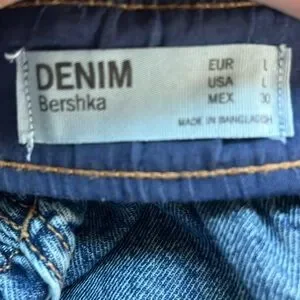 DENIM
Bershka
EUR L
USA L
MEX 30
MADE IN BANGLADESH